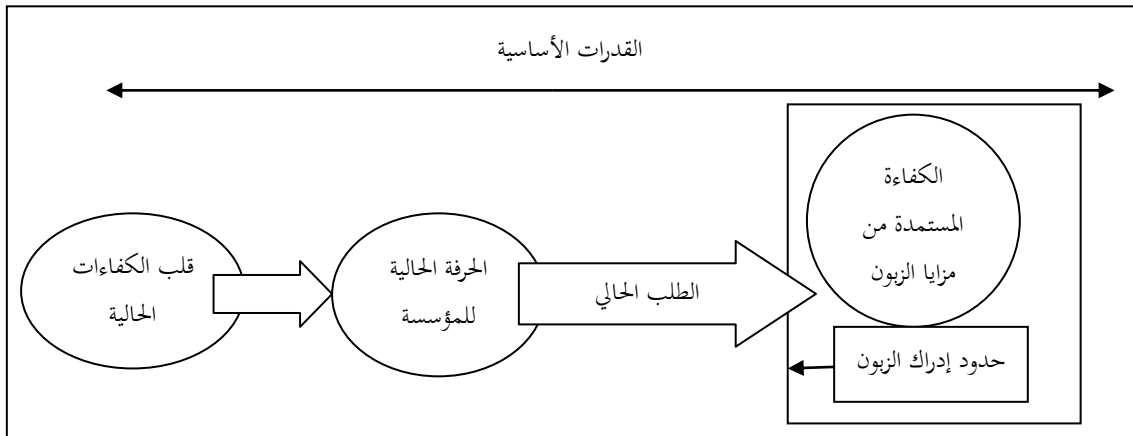 القدرات الأساسية
الكفاءة
المستمدة من
مزايا الزبون
قلب الكفاءات
الحالية
الحرفة الحالية
للمؤسسة
الطلب الحالي
حدود إدراك الزبون